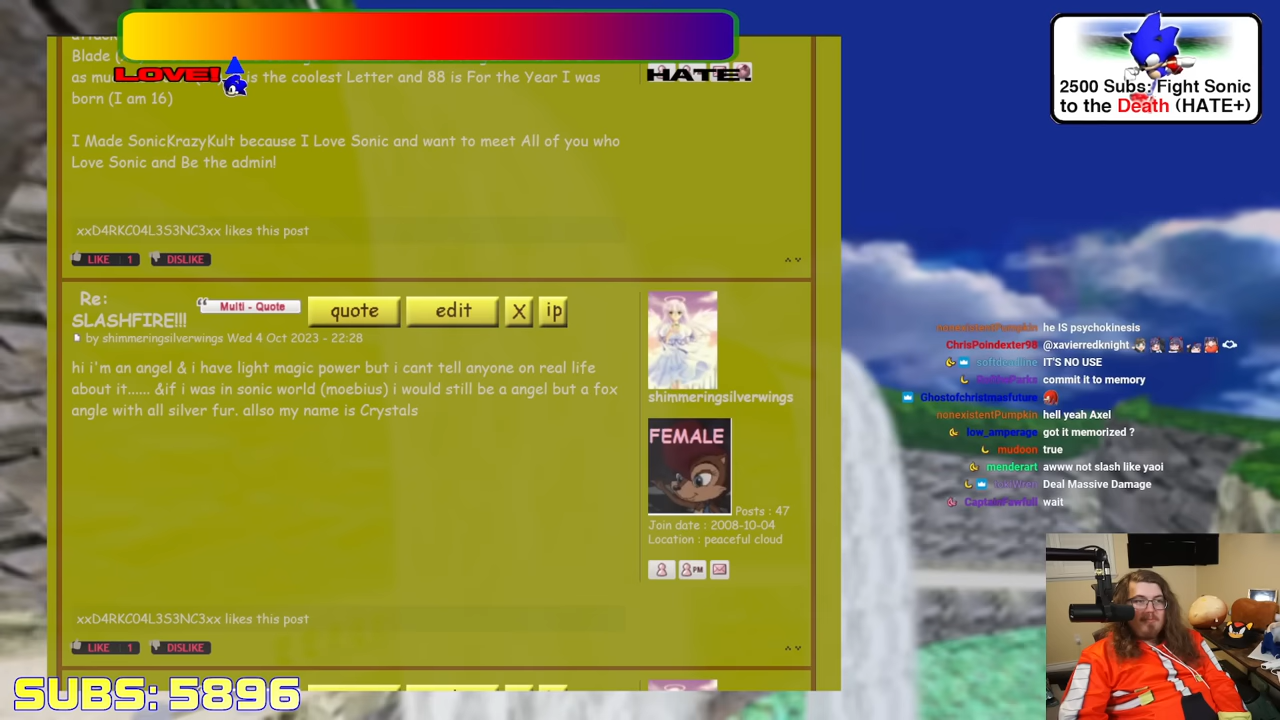 LOVE!
HATE.
Blade
as mu
is the coolest Letter and 88 is For the Year I was
born (I am 16)
I Made SonicKrazyKult because I Love Sonic and want to meet All of you who
Love Sonic and Be the admin!
xxD4RKC04L3S3NC3xx likes this post
LIKE 1 DISLIKE
Re:
SLASHFIRE!!!
Multi - Quote quote edit X ip
by shimmeringsilverwings Wed 4 Oct 2023 - 22:28
hi i'm an angel & i have light magic power but i cant tell anyone on real life
about it...... &if i was in sonic world (moebius) i would still be a angel but a fox
angle with all silver fur. allso my name is Crystals
shimmeringsilverwings
FEMALE
Posts : 47
Join date : 2008-10-04
Location : peaceful cloud
PM
xxD4RKC04L3S3NC3xx likes this post
LIKE 1 DISLIKE
SUBS: 5896
2500 Subs: Fight Sonic
to the Death (HATE+)
nonexistentPumpkin he IS psychokinesis
ChrisPoindexter98 @xavierredknight
IT'S NO USE
commit it to memory
Ghostofchristmasfuture
nonexistentPumpkin hell yeah Axel
low_amperage got it memorized ?
mudoon true
menderart awww not slash like yaoi
Deal Massive Damage
CaptainPawfull wait